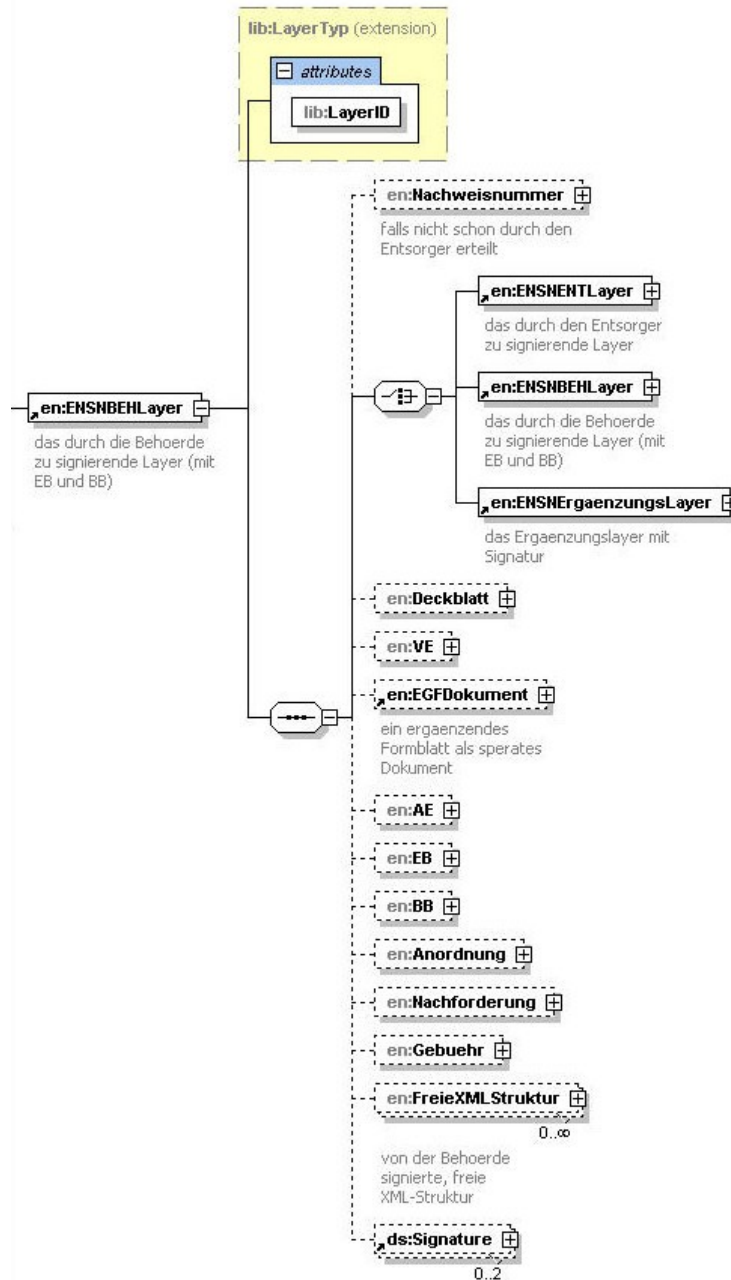 lib:LayerTyp (extension)
attributes
lib:LayerID
en:Nachweisnummer
falls nicht schon durch den
Entsorger erteilt
en:ENSNENTLayer
das durch den Entsorger
zu signierende Layer
en:ENSNBEHLayer
das durch die Behoerde
zu signierende Layer (mit
EB und BB)
en:ENSNBEHLayer
das durch die Behoerde
zu signierende Layer (mit
EB und BB)
en:ENSNErgaenzungsLayer
das Ergaenzungslayer mit
Signatur
en:Deckblatt
en:VE
en:EGFDokument
ein ergaenzendes
Formblatt als sperates
Dokument
en:AE
en:EB
en:BB
en:Anordnung
en:Nachforderung
en:Gebuehr
en:FreieXMLStruktur
0..∞
von der Behoerde
signierte, freie
XML-Struktur
ds:Signature
0..2